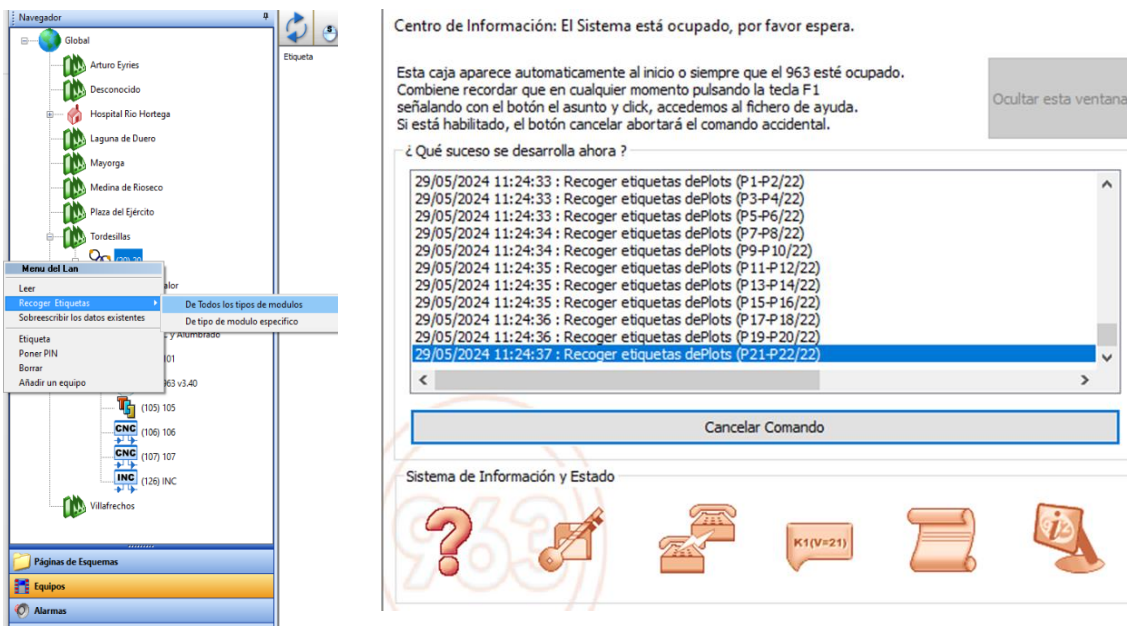 Navegador
Global
Etiqueta
Arturo Eyries
Desconocido
Hospital Rio Hortega
Laguna de Duero
Mayorga
Medina de Rioseco
Plaza del Ejército
Tordesillas
(20) 20
Menu del Lan
Leer
alor
Recoger Etiquetas
De Todos los tipos de modulos
Sobreescribir los datos existentes
De tipo de modulo especifico
y Alumbrado
Etiqueta
101
Poner PIN
Borrar
963 v3.40
Añadir un equipo
(105) 105
CNC
(106) 106
CNC
(107) 107
INC
(126) INC
Villafrechos
Páginas de Esquemas
Equipos
Alarmas
Centro de Información: El Sistema está ocupado, por favor espera.
Esta caja aparece automaticamente al inicio o siempre que el 963 esté ocupado.
Combiene recordar que en cualquier momento pulsando la tecla F1
señalando con el botón el asunto y click, accedemos al fichero de ayuda.
Si está habilitado, el botón cancelar abortará el comando accidental.
Ocultar esta ventana
¿ Qué suceso se desarrolla ahora ?
29/05/2024 11:24:33 : Recoger etiquetas dePlots (P1-P2/22)
29/05/2024 11:24:33 : Recoger etiquetas dePlots (P3-P4/22)
29/05/2024 11:24:33 : Recoger etiquetas dePlots (P5-P6/22)
29/05/2024 11:24:34 : Recoger etiquetas dePlots (P7-P8/22)
29/05/2024 11:24:34 : Recoger etiquetas dePlots (P9-P10/22)
29/05/2024 11:24:35 : Recoger etiquetas dePlots (P11-P12/22)
29/05/2024 11:24:35 : Recoger etiquetas dePlots (P13-P14/22)
29/05/2024 11:24:35 : Recoger etiquetas dePlots (P15-P16/22)
29/05/2024 11:24:36 : Recoger etiquetas dePlots (P17-P18/22)
29/05/2024 11:24:36 : Recoger etiquetas dePlots (P19-P20/22)
29/05/2024 11:24:37 : Recoger etiquetas dePlots (P21-P22/22)
Cancelar Comando
Sistema de Información y Estado
963
K1(V=21)